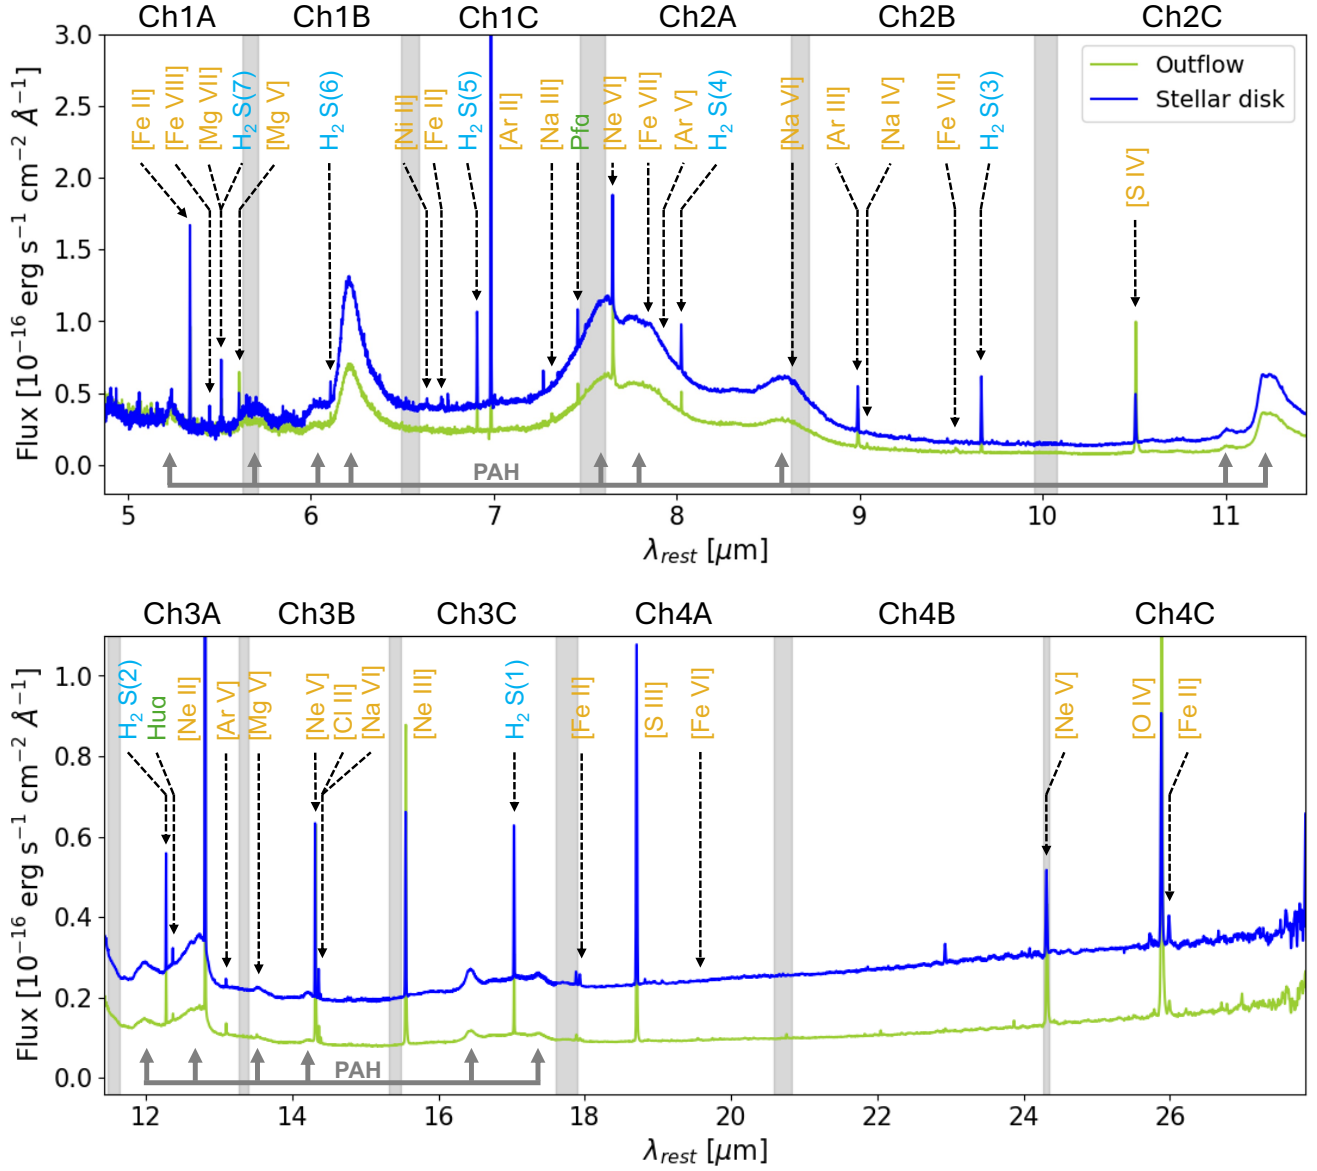 Ch1A Ch1B Ch1C Ch2A Ch2B Ch2C
3.0
2.5
2.0
1.5
1.0
0.5
0.0
Flux [10⁻¹⁶ erg s⁻¹ cm⁻² Å⁻¹]
[Fe II]
[Fe VIII]
[Mg VII]
H₂ S(7)
[Mg V]
H₂ S(6)
[Ni II]
[Fe II]
H₂ S(5)
[Ar II]
[Na III]
Pfα
[Ne VI]
[Fe VII]
[Ar V]
H₂ S(4)
[Na VI]
[Ar III]
[Na IV]
[Fe VII]
H₂ S(3)
[S IV]
Outflow
Stellar disk
PAH
5 6 7 8 9 10 11
λrest [μm]
Ch3A Ch3B Ch3C Ch4A Ch4B Ch4C
1.0
0.8
0.6
0.4
0.2
0.0
Flux [10⁻¹⁶ erg s⁻¹ cm⁻² Å⁻¹]
H₂ S(2)
Huα
[Ne II]
[Ar V]
[Mg V]
[Ne V]
[Cl II]
[Na VI]
[Ne III]
H₂ S(1)
[Fe II]
[S III]
[Fe VI]
[Ne V]
[O IV]
[Fe II]
PAH
12 14 16 18 20 22 24 26
λrest [μm]